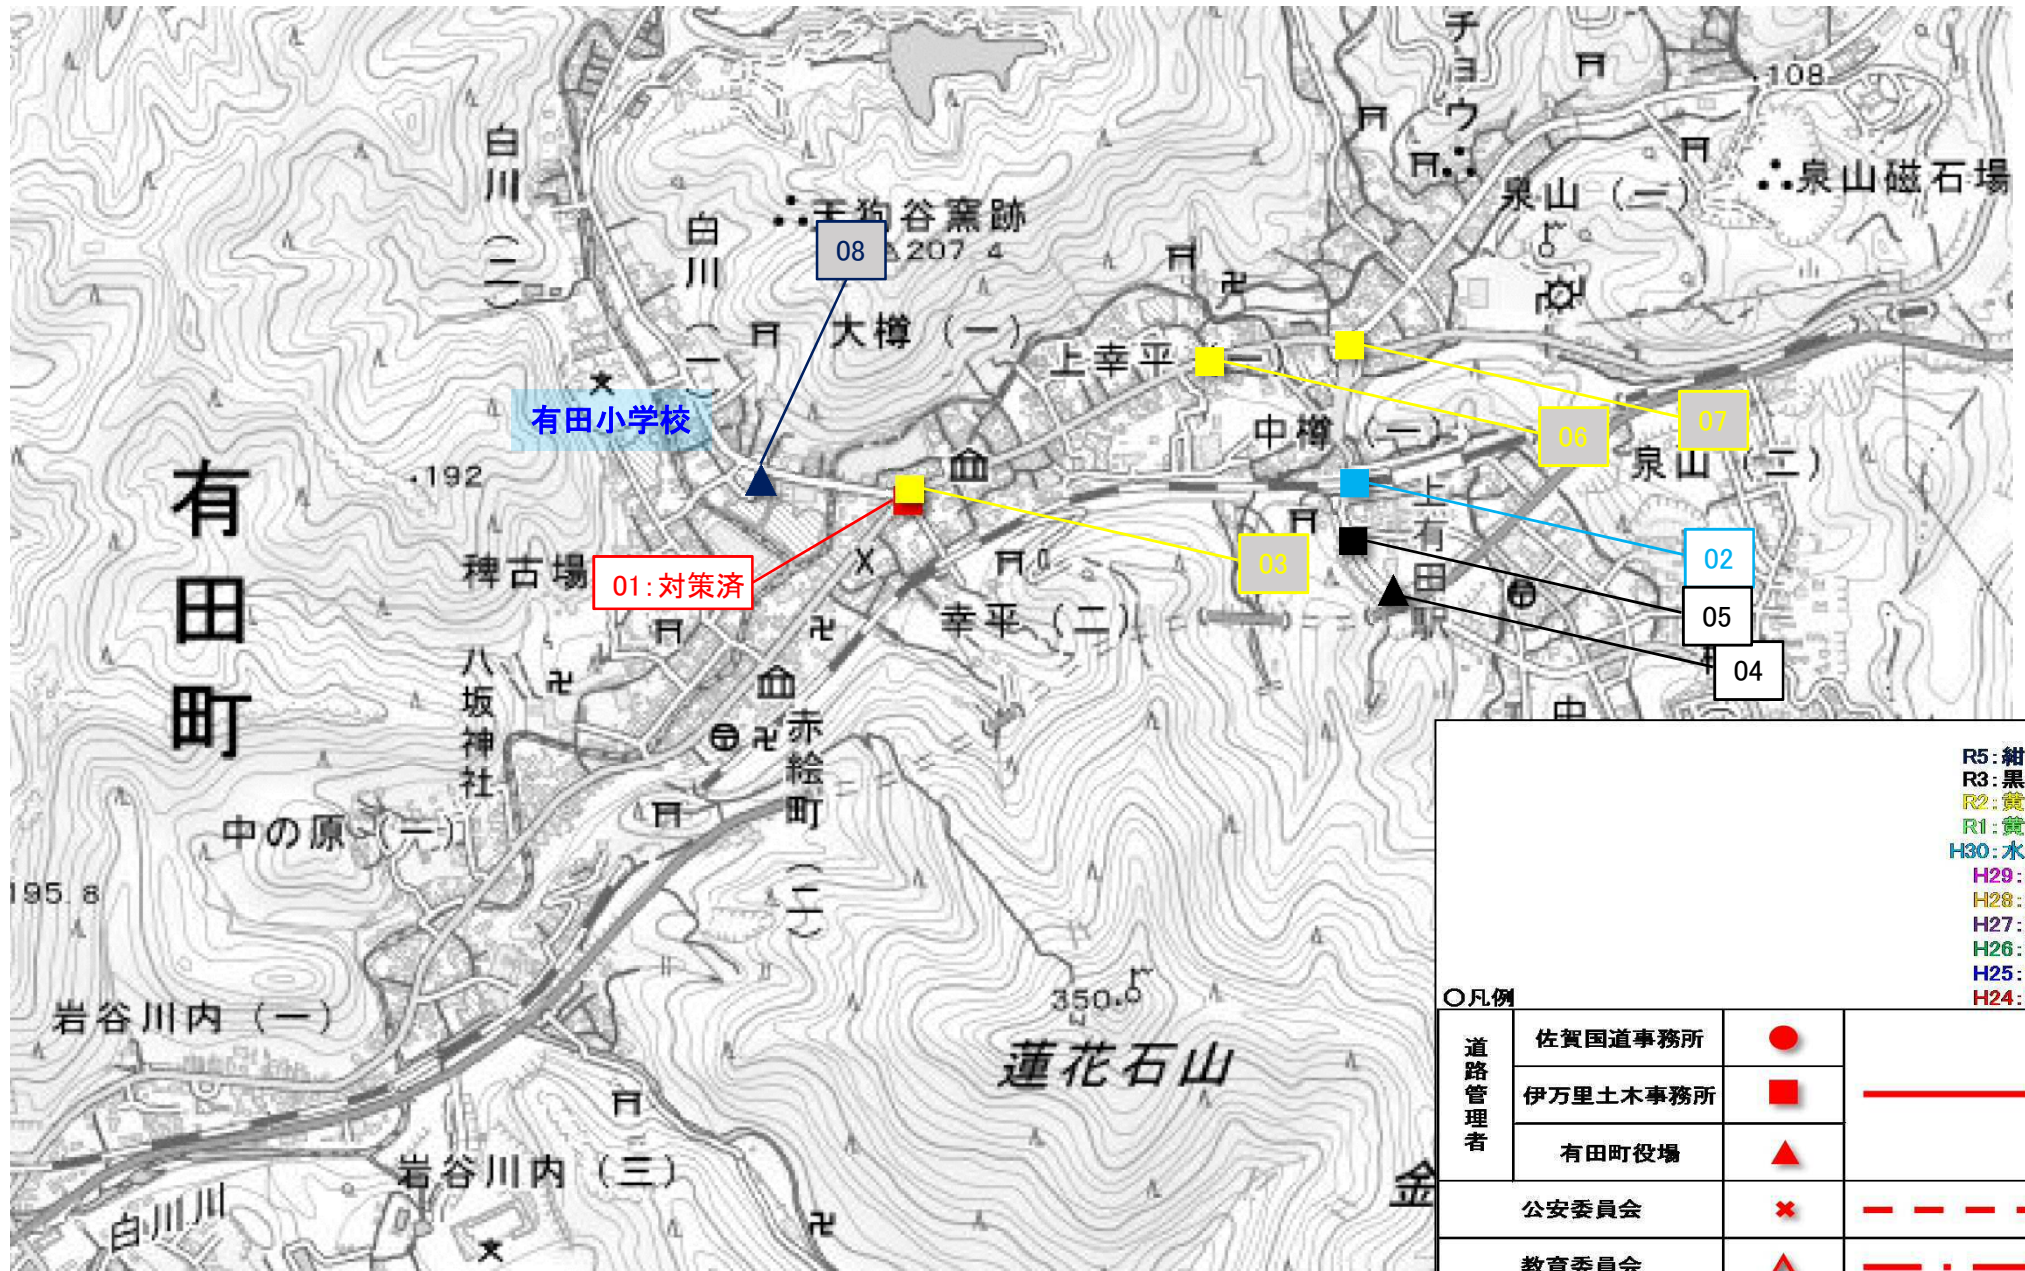 チョウ
108
白川(二)
白川(一)
天狗谷窯跡
207.4
泉山(一)
泉山磁石場
08
大樽(一)
上幸平(一)
有田小学校
中樽(一)
06
07
泉山(二)
192
有田町
上有田駅
稗古場
01:対策済
03
02
05
04
幸平(二)
八坂神社
赤絵町(二)
中
中の原(一)
195.8
岩谷川内(一)
350
蓮花石山
岩谷川内(三)
白川川
金
R5:紺
R3:黒
R2:黄
R1:黄
H30:水
H29:
H28:
H27:
H26:
H25:
H24:
〇凡例
道路管理者
佐賀国道事務所
伊万里土木事務所
有田町役場
公安委員会
教育委員会